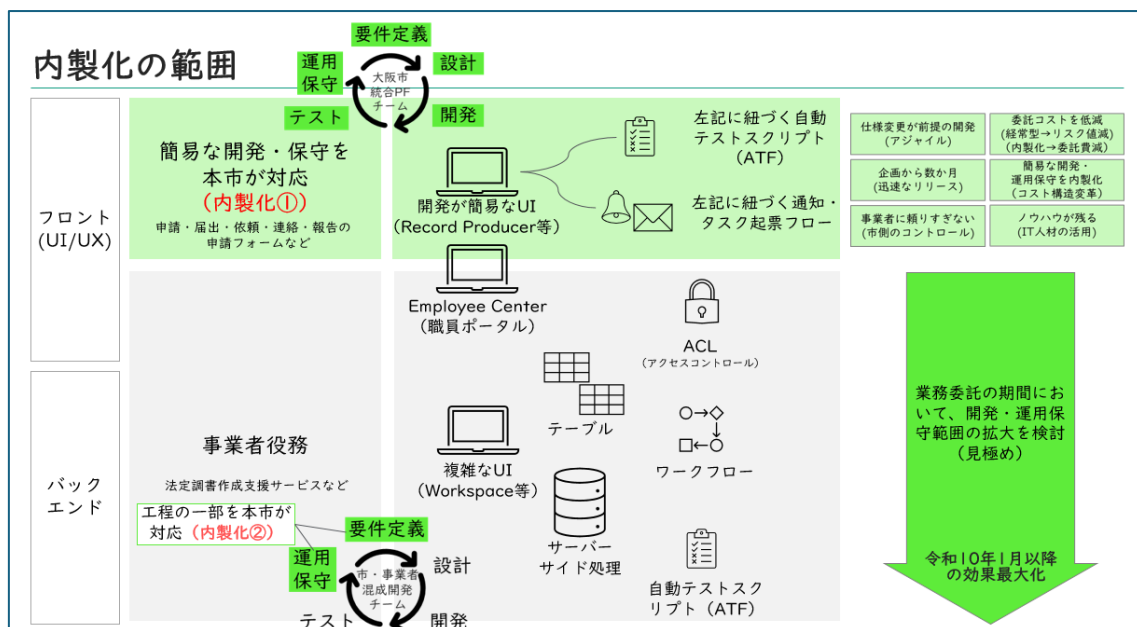 内製化の範囲
要件定義
設計
開発
テスト
運用
保守
大阪市
統合PF
チーム
フロント
(UI/UX)
簡易な開発・保守を
本市が対応
(内製化①)
申請・届出・依頼・連絡・報告の
申請フォームなど
開発が簡易なUI
(Record Producer等)
左記に紐づく自動
テストスクリプト
(ATF)
左記に紐づく通知・
タスク起票フロー
仕様変更が前提の開発
(アジャイル)
委託コストを低減
(経常型→リスク値減)
(内製化→委託費減)
企画から数か月
(迅速なリリース)
簡易な開発・
運用保守を内製化
(コスト構造変革)
事業者に頼りすぎない
(市側のコントロール)
ノウハウが残る
(IT人材の活用)
Employee Center
(職員ポータル)
ACL
(アクセスコントロール)
テーブル
バック
エンド
事業者役務
法定調書作成支援サービスなど
工程の一部を本市が
対応(内製化②)
複雑なUI
(Workspace等)
ワークフロー
サーバー
サイド処理
自動テストスク
リプト(ATF)
要件定義
設計
開発
テスト
運用
保守
市・事業者
混成開発
チーム
業務委託の期間にお
いて、開発・運用保
守範囲の拡大を検討
(見極め)
令和10年1月以降
の効果最大化